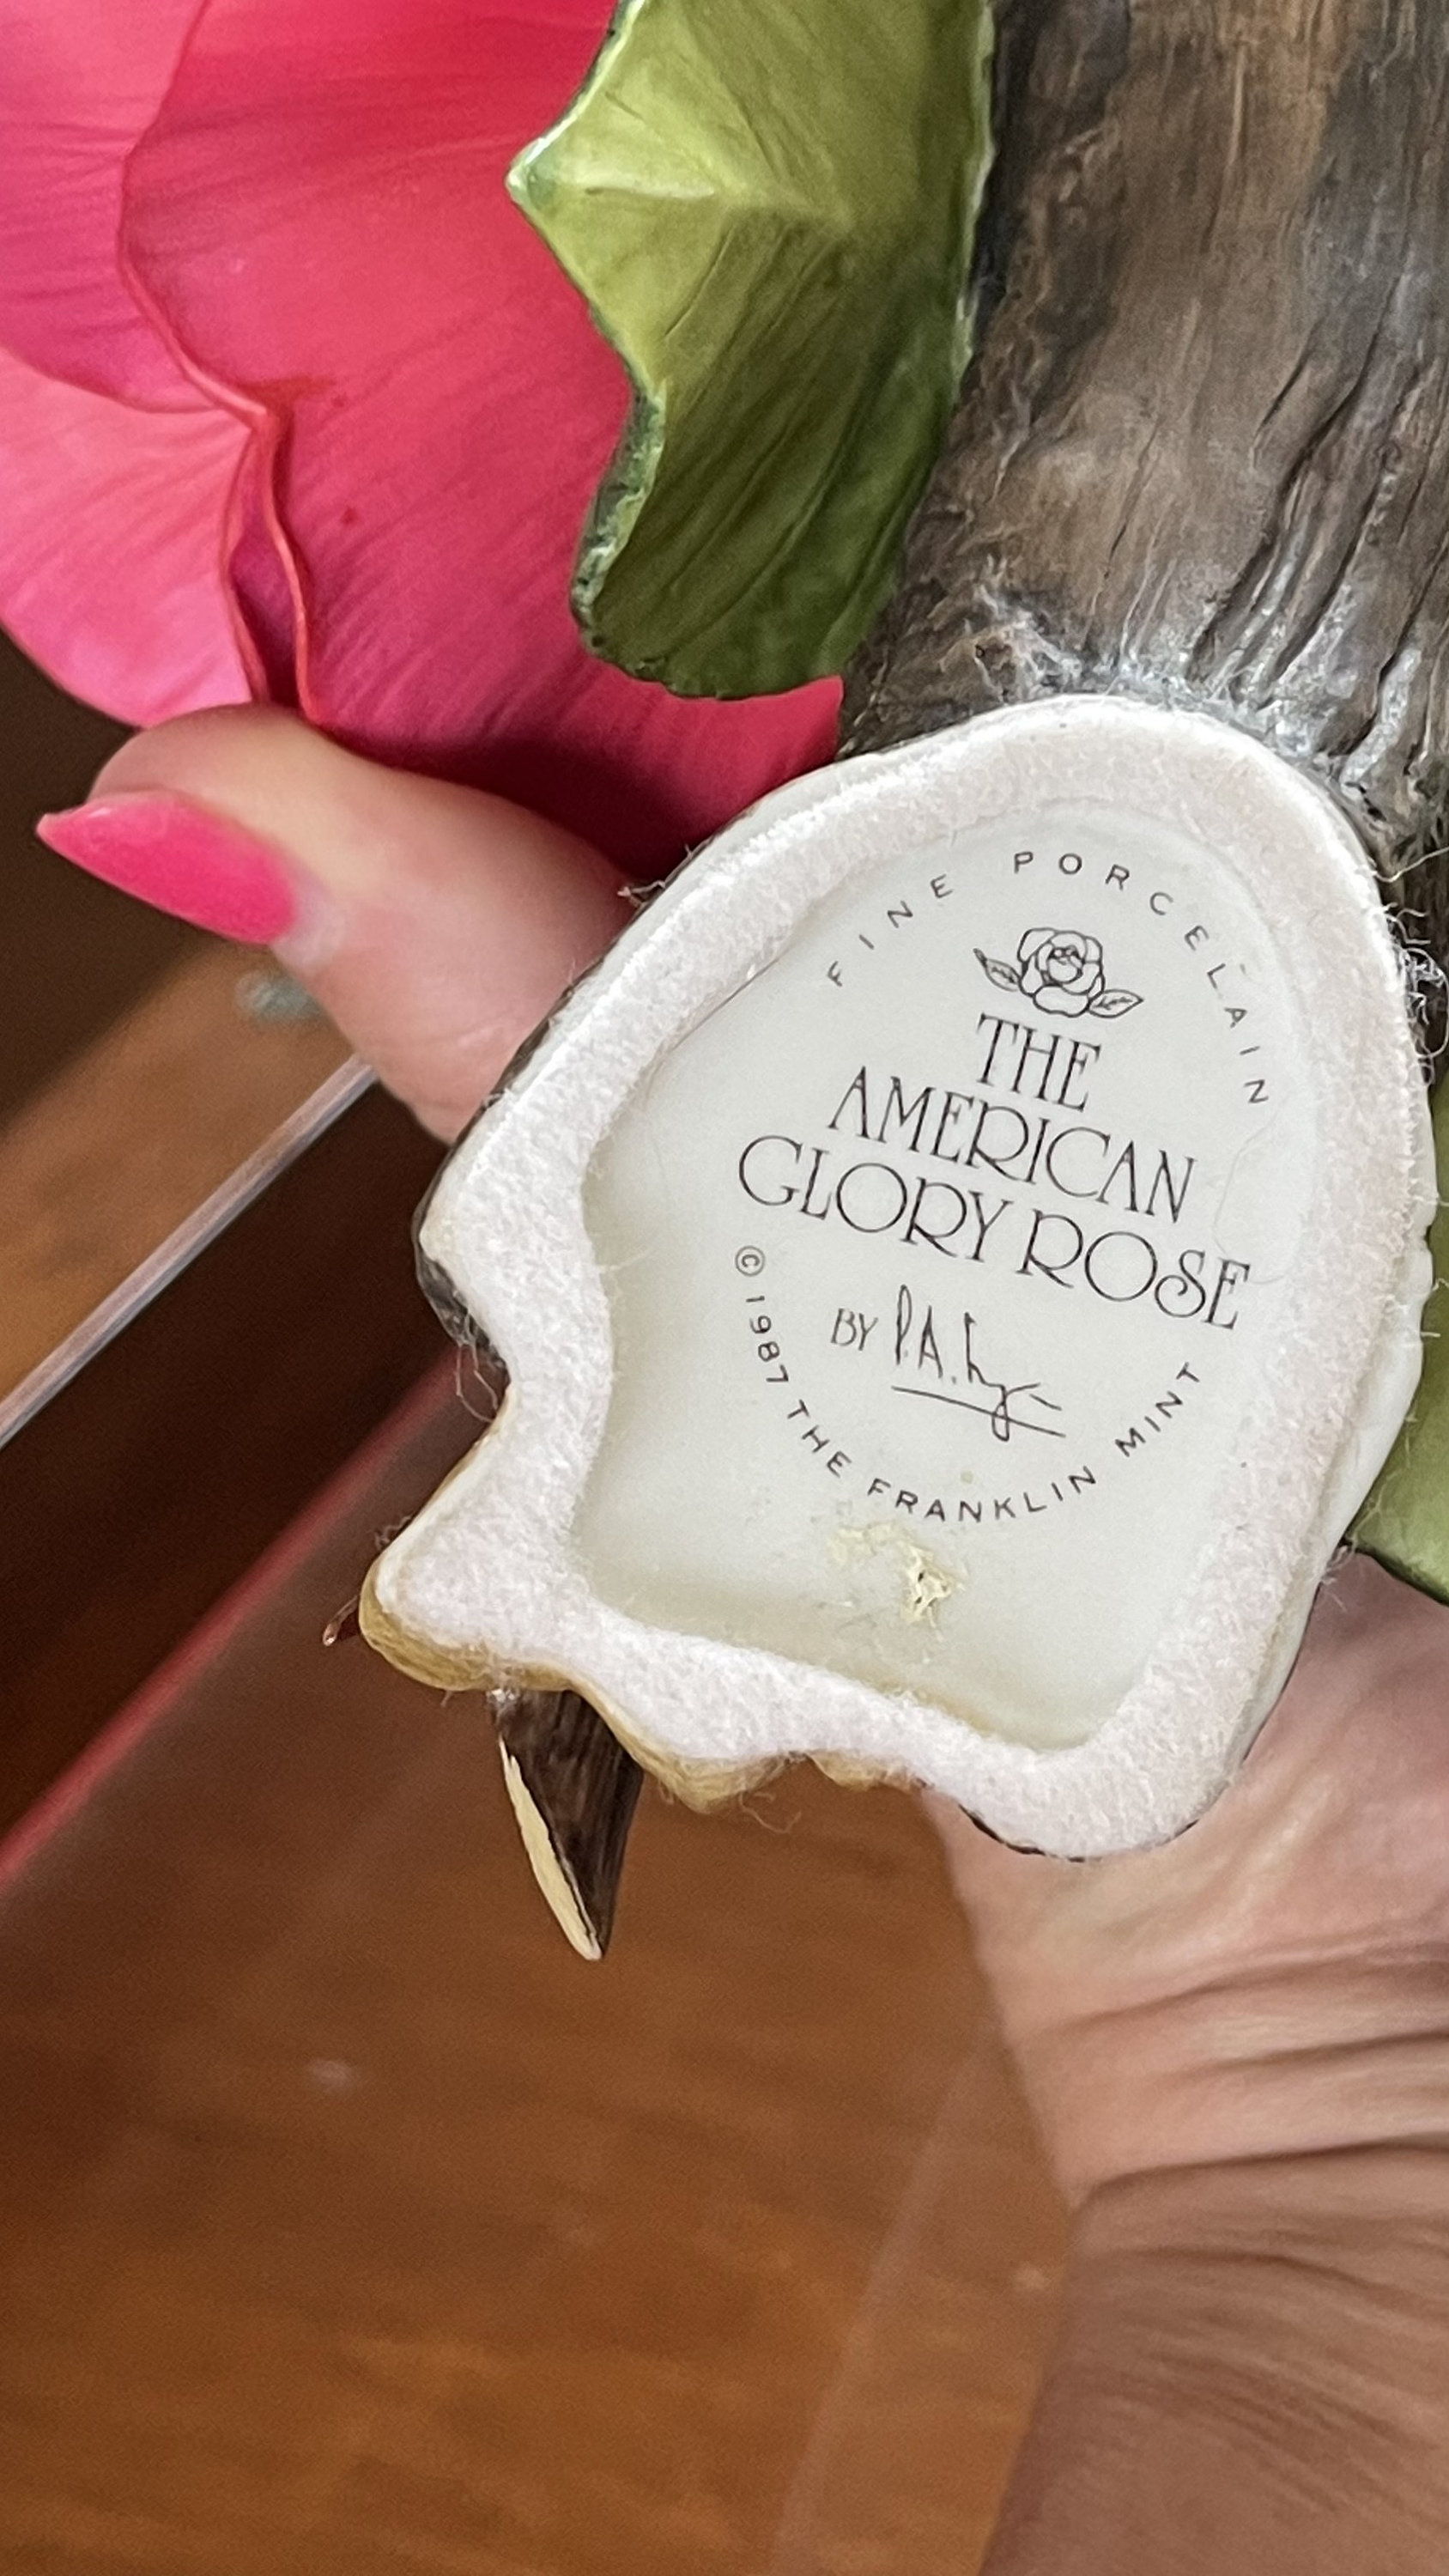 FINE PORCELAIN
THE
AMERICAN
GLORY ROSE
BY P.A.
© 1987 THE FRANKLIN MINT